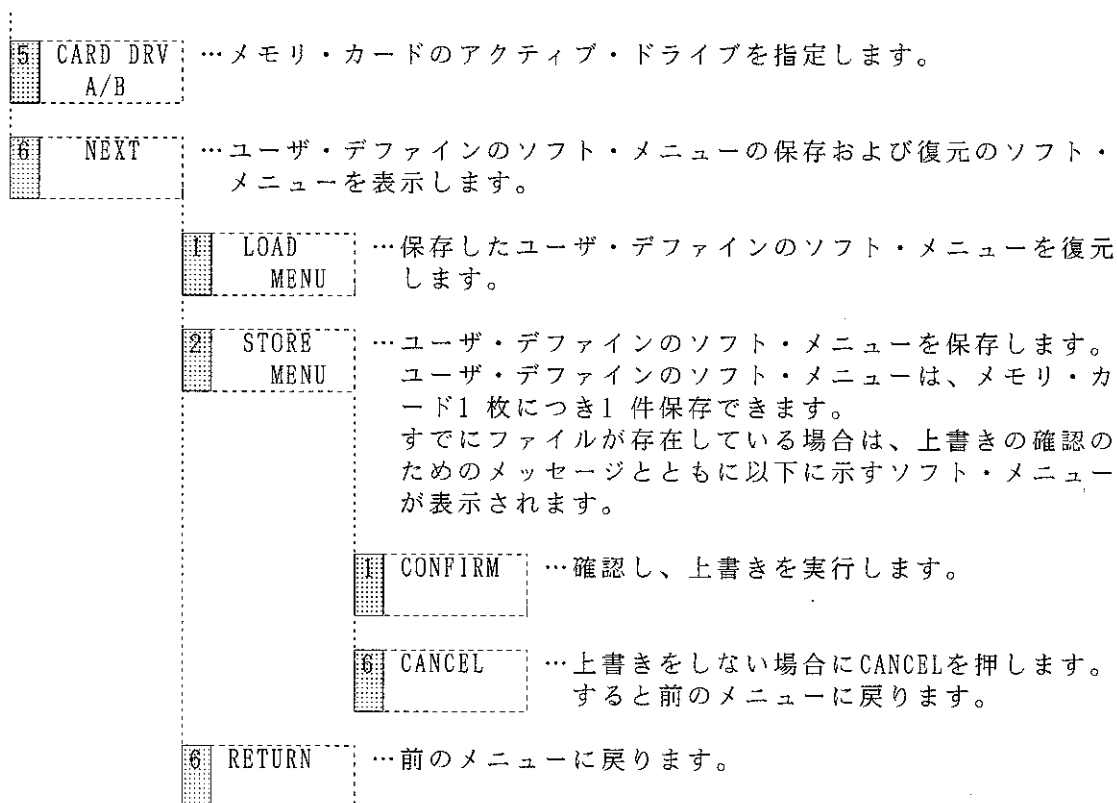 5 CARD DRV …メモリ・カードのアクティブ・ドライブを指定します。
A/B
6 NEXT …ユーザ・デファインのソフト・メニューの保存および復元のソフト・
メニューを表示します。
1 LOAD …保存したユーザ・デファインのソフト・メニューを復元
MENU します。
2 STORE …ユーザ・デファインのソフト・メニューを保存します。
MENU ユーザ・デファインのソフト・メニューは、メモリ・カ
ード1 枚につき1 件保存できます。
すでにファイルが存在している場合は、上書きの確認の
ためのメッセージとともに以下に示すソフト・メニュー
が表示されます。
1 CONFIRM …確認し、上書きを実行します。
6 CANCEL …上書きをしない場合にCANCELを押します。
すると前のメニューに戻ります。
6 RETURN …前のメニューに戻ります。